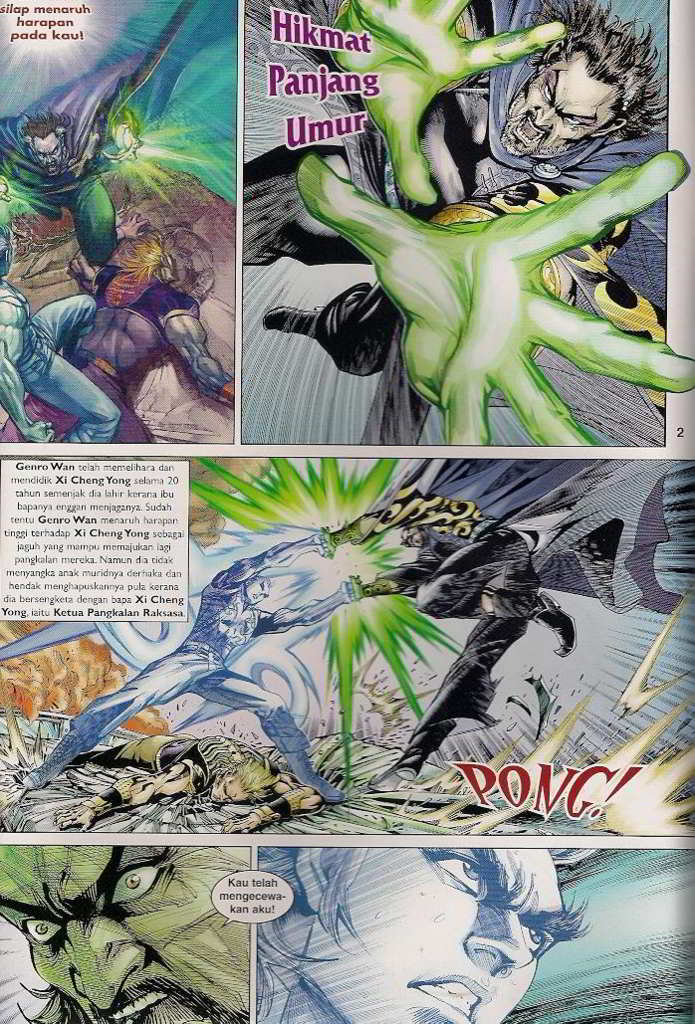 silap menaruh
harapan
pada kau!
Hikmat
Panjang
Umur
2
Genro Wan telah memelihara dan
mendidik Xi Cheng Yong selama 20
tahun semenjak dia lahir kerana ibu
bapanya enggan menjaganya. Sudah
tentu Genro Wan menaruh harapan
tinggi terhadap Xi Cheng Yong sebagai
jaguh yang mampu memajukan lagi
pangkalan mereka. Namun dia tidak
menyangka anak muridnya derhaka dan
hendak menghapuskannya pula kerana
dia bersengketa dengan bapa Xi Cheng
Yong, iaitu Ketua Pangkalan Raksasa.
PONG!
Kau telah
mengecewa-
kan aku!